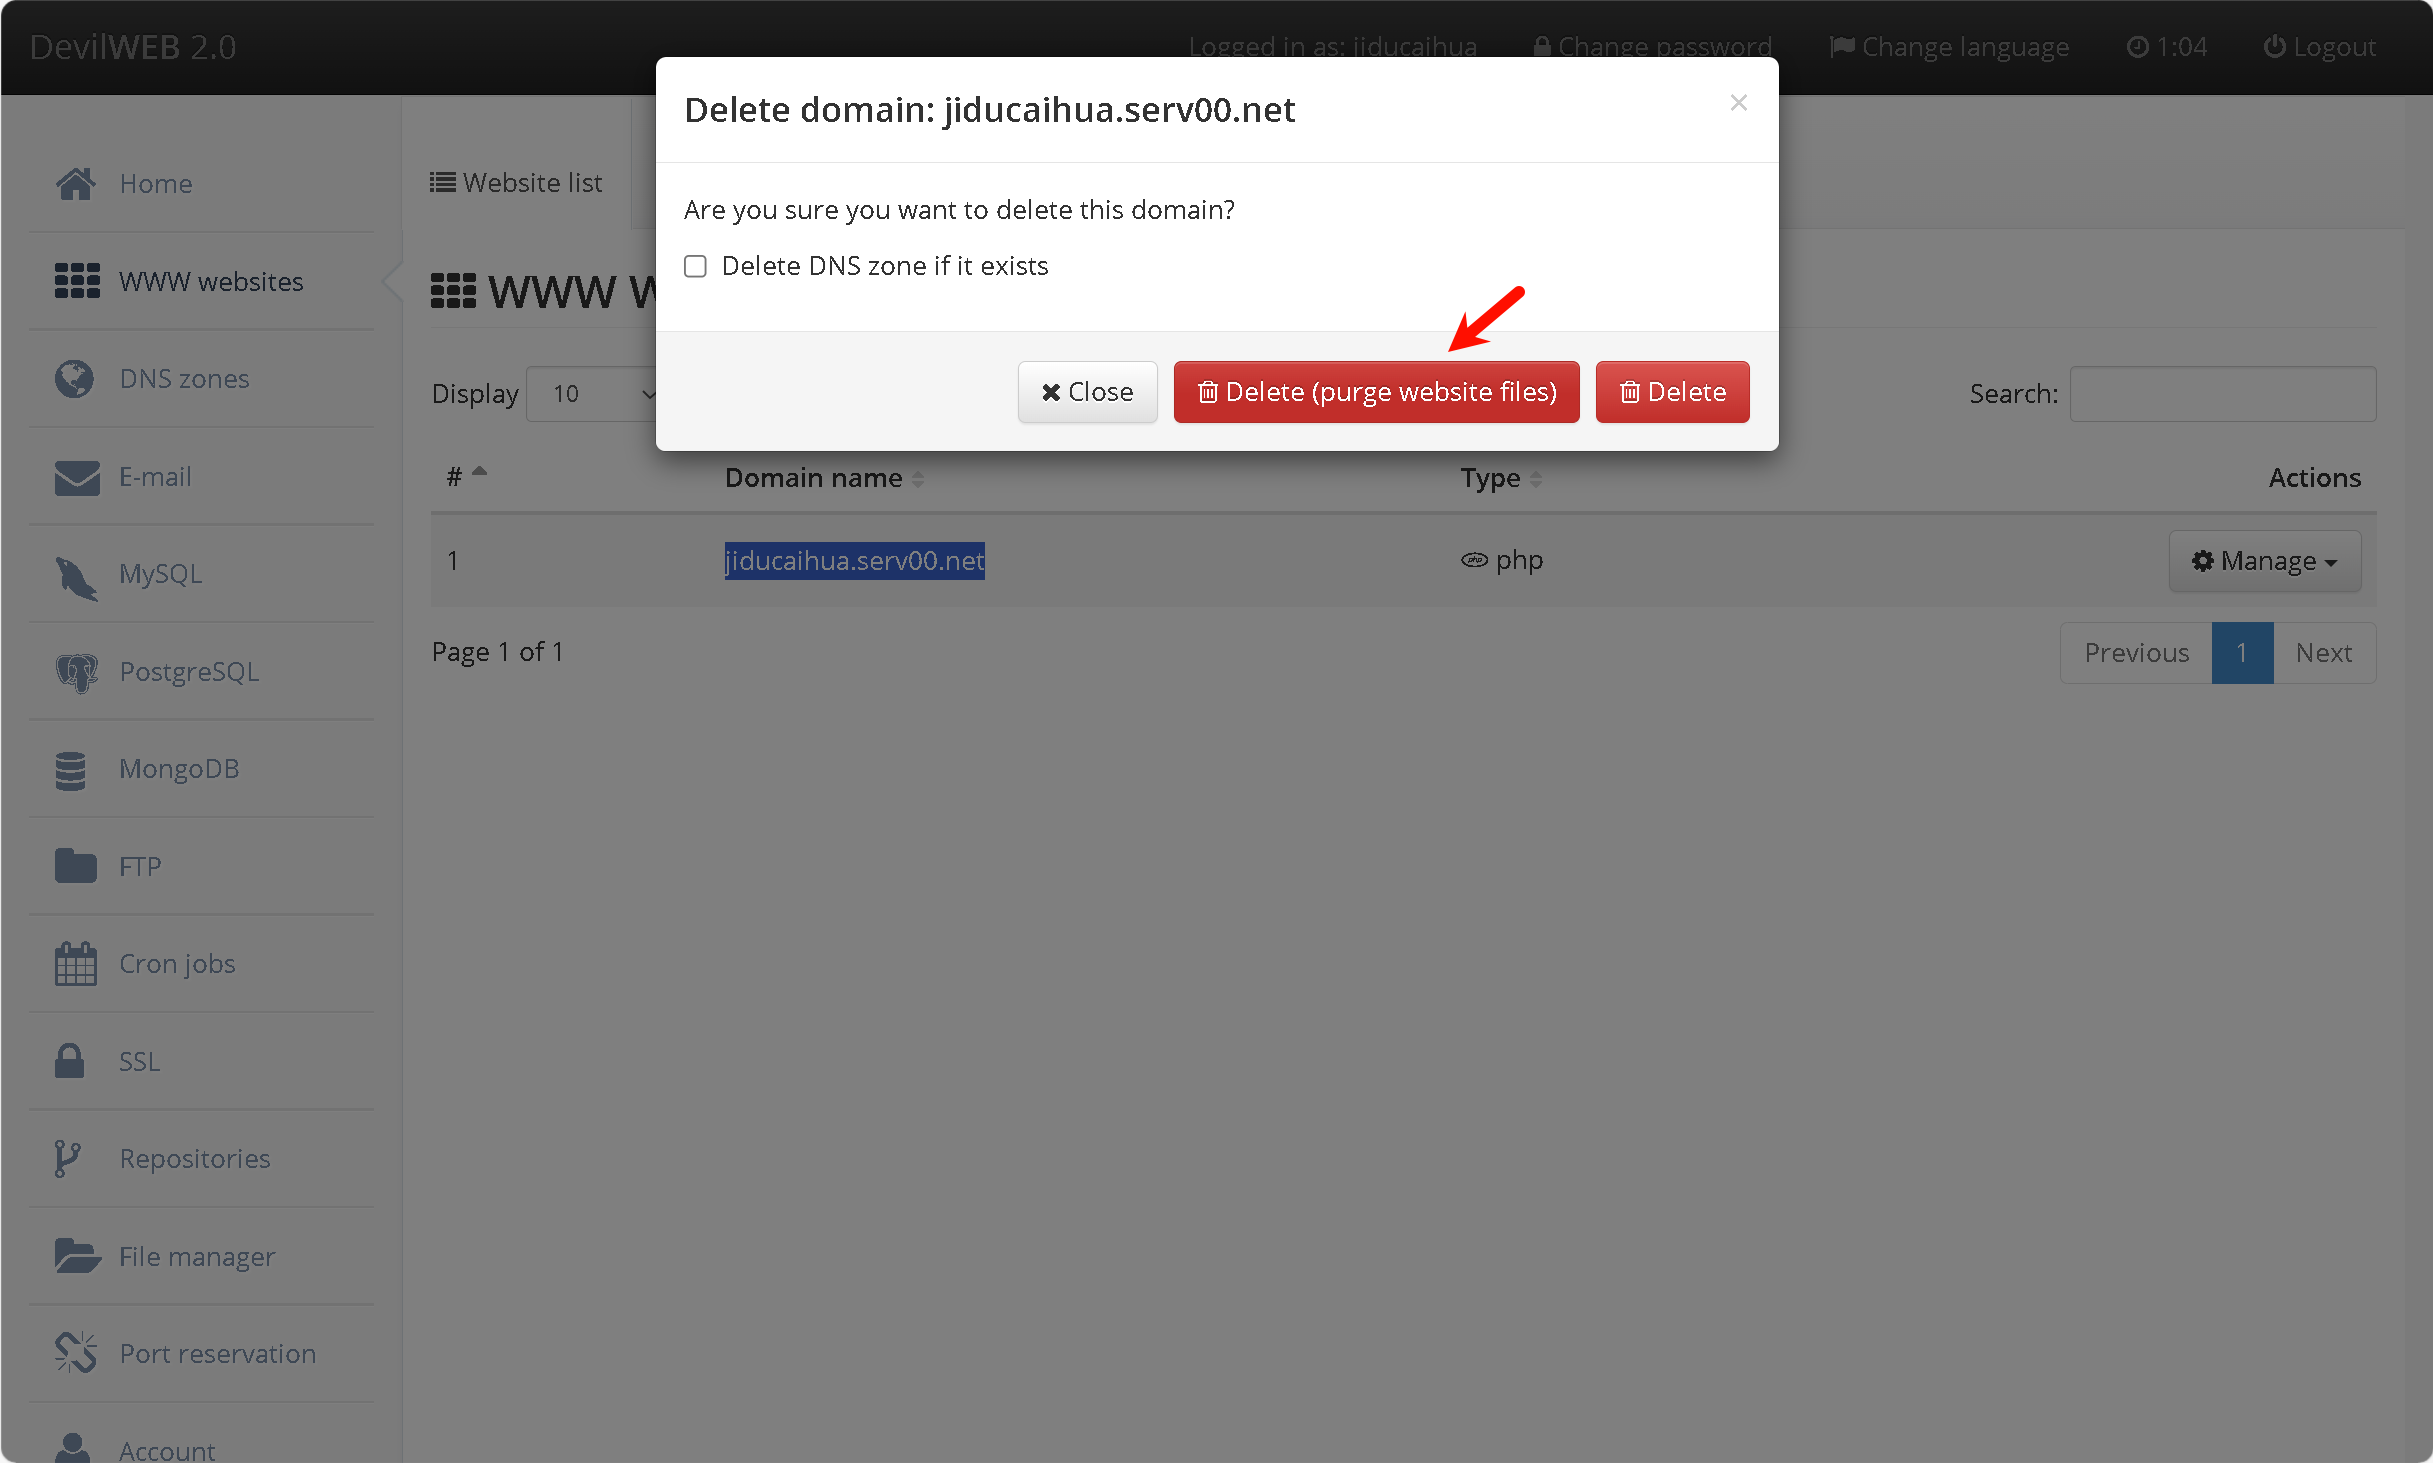 DevilWEB 2.0
Logged in as: jiducaihua
Change password
Change language
1:04
Logout
Delete domain: jiducaihua.serv00.net
×
Are you sure you want to delete this domain?
Delete DNS zone if it exists
Close
Delete (purge website files)
Delete
Home
WWW websites
DNS zones
E-mail
MySQL
PostgreSQL
MongoDB
FTP
Cron jobs
SSL
Repositories
File manager
Port reservation
Account
Website list
WWW
Display 10
Search:
# Domain name Type Actions
1 jiducaihua.serv00.net php php Manage
Page 1 of 1
Previous 1 Next